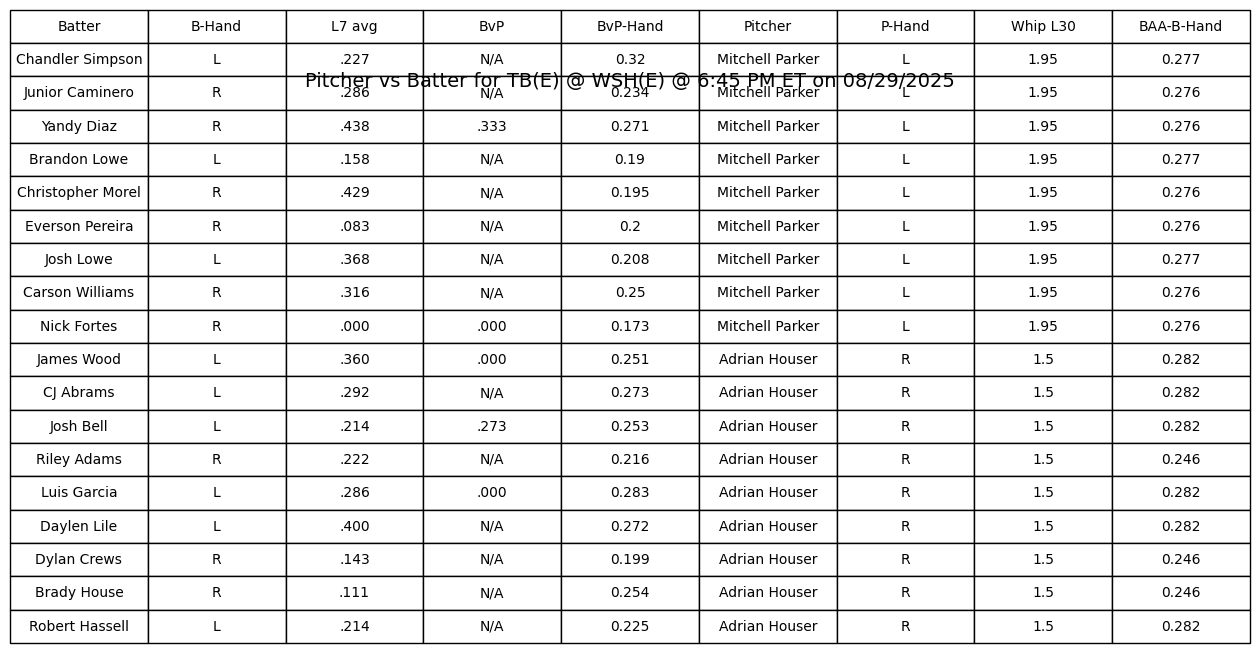 Batter B-Hand L7 avg BvP BvP-Hand Pitcher P-Hand Whip L30 BAA-B-Hand
Chandler Simpson L .227 N/A 0.32 Mitchell Parker L 1.95 0.277
Pitcher vs Batter for TB(E) @ WSH(E) @ 6:45 PM ET on 08/29/2025
Junior Caminero R .286 N/A 0.234 Mitchell Parker L 1.95 0.276
Yandy Diaz R .438 .333 0.271 Mitchell Parker L 1.95 0.276
Brandon Lowe L .158 N/A 0.19 Mitchell Parker L 1.95 0.277
Christopher Morel R .429 N/A 0.195 Mitchell Parker L 1.95 0.276
Everson Pereira R .083 N/A 0.2 Mitchell Parker L 1.95 0.276
Josh Lowe L .368 N/A 0.208 Mitchell Parker L 1.95 0.277
Carson Williams R .316 N/A 0.25 Mitchell Parker L 1.95 0.276
Nick Fortes R .000 .000 0.173 Mitchell Parker L 1.95 0.276
James Wood L .360 .000 0.251 Adrian Houser R 1.5 0.282
CJ Abrams L .292 N/A 0.273 Adrian Houser R 1.5 0.282
Josh Bell L .214 .273 0.253 Adrian Houser R 1.5 0.282
Riley Adams R .222 N/A 0.216 Adrian Houser R 1.5 0.246
Luis Garcia L .286 .000 0.283 Adrian Houser R 1.5 0.282
Daylen Lile L .400 N/A 0.272 Adrian Houser R 1.5 0.282
Dylan Crews R .143 N/A 0.199 Adrian Houser R 1.5 0.246
Brady House R .111 N/A 0.254 Adrian Houser R 1.5 0.246
Robert Hassell L .214 N/A 0.225 Adrian Houser R 1.5 0.282